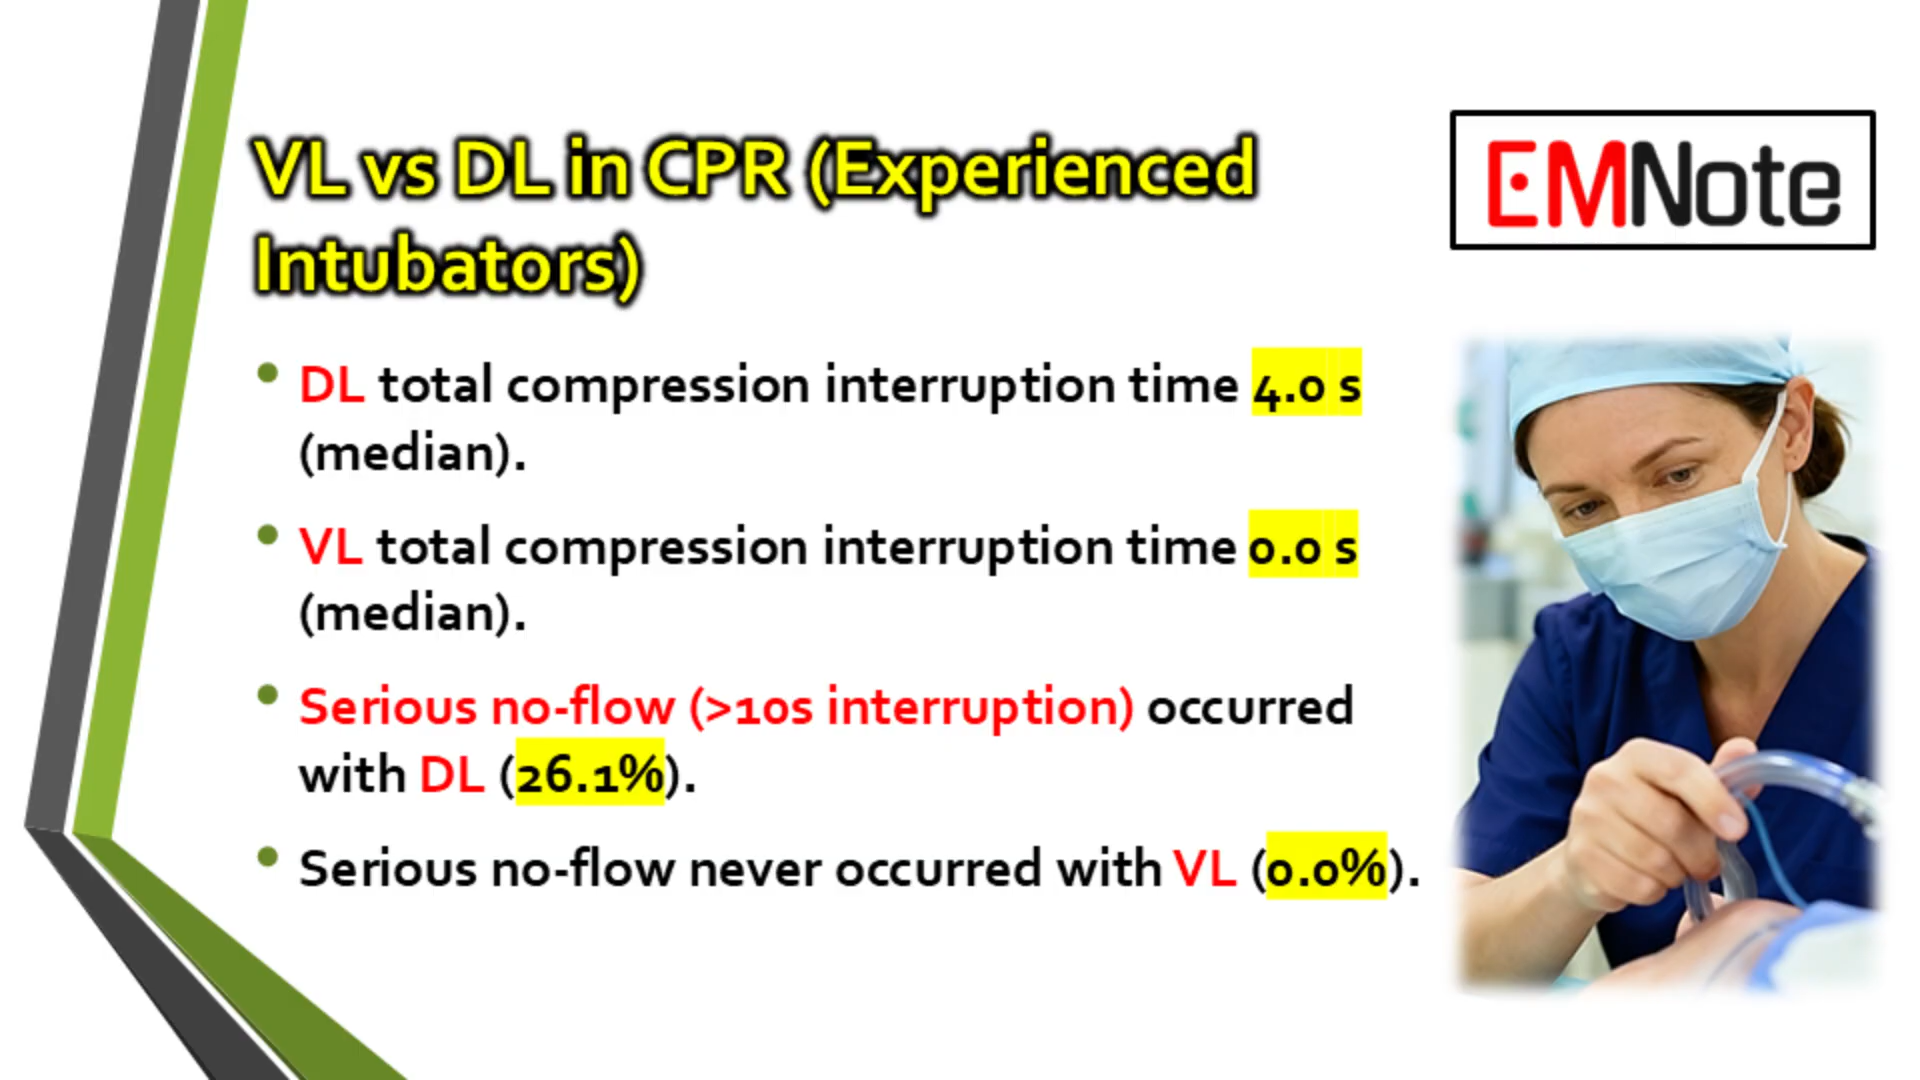 VL vs DL in CPR (Experienced
Intubators)
EMNote
• DL total compression interruption time 4.0 s
(median).
• VL total compression interruption time 0.0 s
(median).
• Serious no-flow (>10s interruption) occurred
with DL (26.1%).
• Serious no-flow never occurred with VL (0.0%).